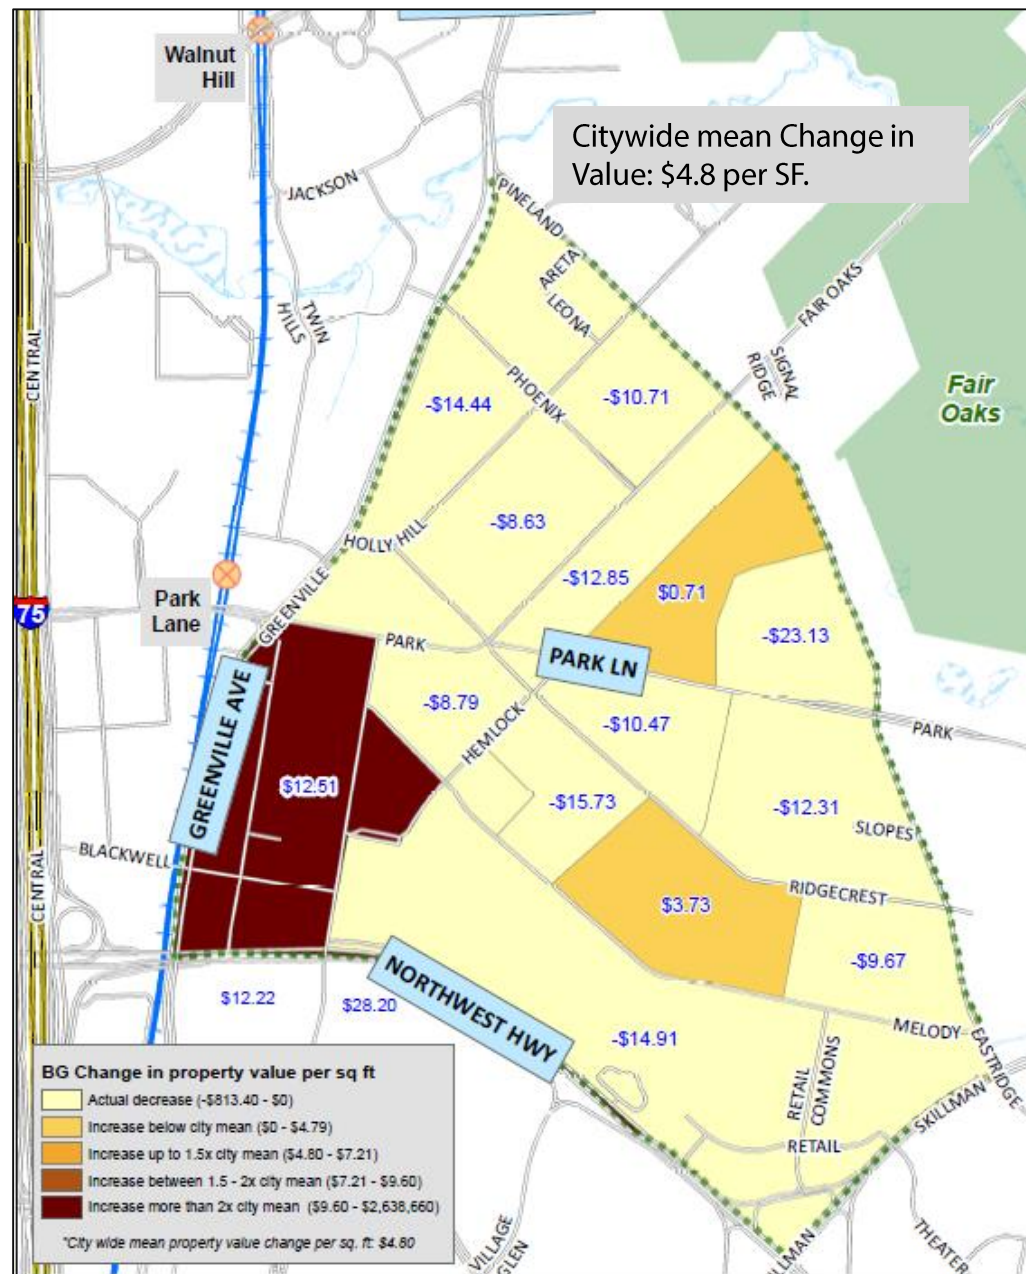 Walnut
Hill
Citywide mean Change in
Value: $4.8 per SF.
JACKSON
PINELAND
ARETA
LEONA
TWIN
HILLS
FAIR OAKS
SIGNAL
RIDGE
CENTRAL
Fair
Oaks
PHOENIX
-$14.44
-$10.71
-$8.63
HOLLY HILL
-$12.85
$0.71
Park
Lane
75
GREENVILLE
-$23.13
PARK
PARK LN
-$8.79
HEMLOCK
-$10.47
PARK
GREENVILLE AVE
$12.51
-$15.73
-$12.31
SLOPES
BLACKWELL
CENTRAL
RIDGECREST
$3.73
-$9.67
NORTHWEST HWY
$12.22
$28.20
-$14.91
MELODY
EASTRIDGE
RETAIL
COMMONS
SKILLMAN
RETAIL
BG Change in property value per sq ft
Actual decrease (-$813.40 - $0)
Increase below city mean ($0 - $4.79)
Increase up to 1.5x city mean ($4.80 - $7.21)
Increase between 1.5 - 2x city mean ($7.21 - $9.60)
Increase more than 2x city mean ($9.60 - $2,638,660)
*City wide mean property value change per sq. ft: $4.80
VILLAGE
GLEN
ILLMAN
THEATER